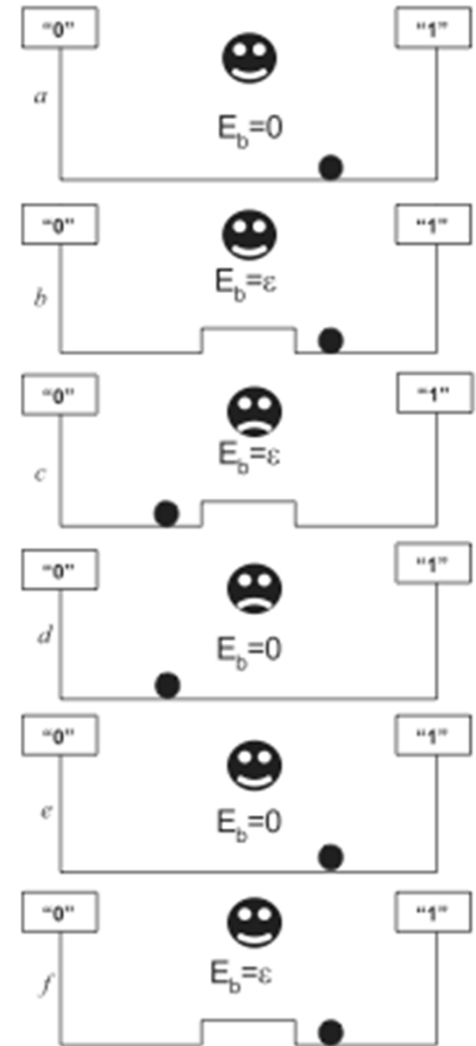 “0” “1”
a
E_b=0
“0” “1”
E_b=ε
b
“0” “1”
E_b=ε
c
“0” “1”
d
E_b=0
“0” “1”
e
E_b=0
“0” “1”
E_b=ε
f